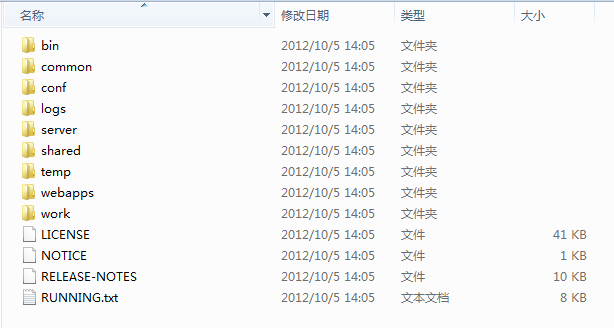 名称 修改日期 类型 大小
bin 2012/10/5 14:05 文件夹
common 2012/10/5 14:05 文件夹
conf 2012/10/5 14:05 文件夹
logs 2012/10/5 14:05 文件夹
server 2012/10/5 14:05 文件夹
shared 2012/10/5 14:05 文件夹
temp 2012/10/5 14:05 文件夹
webapps 2012/10/5 14:05 文件夹
work 2012/10/5 14:05 文件夹
LICENSE 2012/10/5 14:05 文件 41 KB
NOTICE 2012/10/5 14:05 文件 1 KB
RELEASE-NOTES 2012/10/5 14:05 文件 10 KB
RUNNING.txt 2012/10/5 14:05 文本文档 8 KB